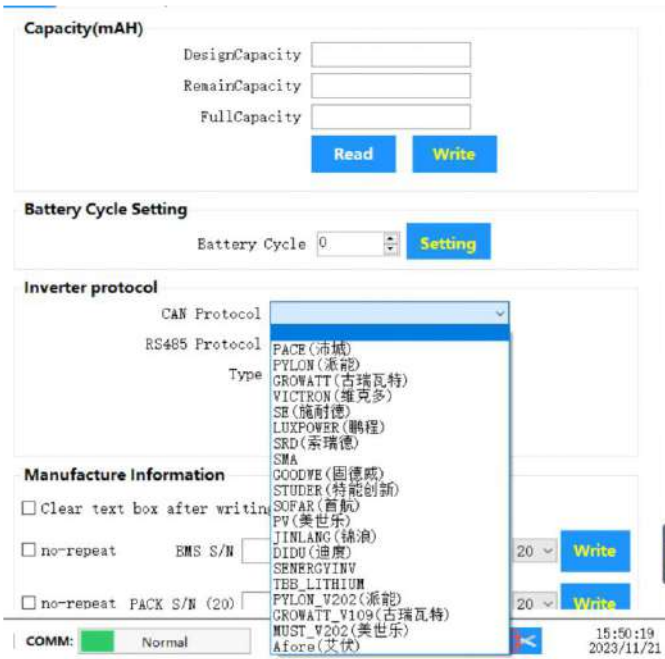 Capacity(mAH)
DesignCapacity
RemainCapacity
FullCapacity
Read Write
Battery Cycle Setting
Battery Cycle 0 Setting
Inverter protocol
CAN Protocol
RS485 Protocol
Type
PACE(沛城)
PYLON(派能)
GROWATT(古瑞瓦特)
VICTRON(维克多)
SE(施耐德)
LUXPOWER(鹏程)
SRD(索瑞德)
SMA
GOODWE(固德威)
STUDER(特能创新)
SOFAR(首航)
PV(美世乐)
JINLANG(锦浪)
DIDU(迪度)
SENERGYINV
TBB_LITHIUM
PYLON_V202(派能)
GROWATT_V109(古瑞瓦特)
MUST_V202(美世乐)
Afore(艾伏)
Manufacture Information
Clear text box after writing
no-repeat BMS S/N 20 Write
no-repeat PACK S/N (20) 20 Write
COMM: Normal 15:50:19
2023/11/21